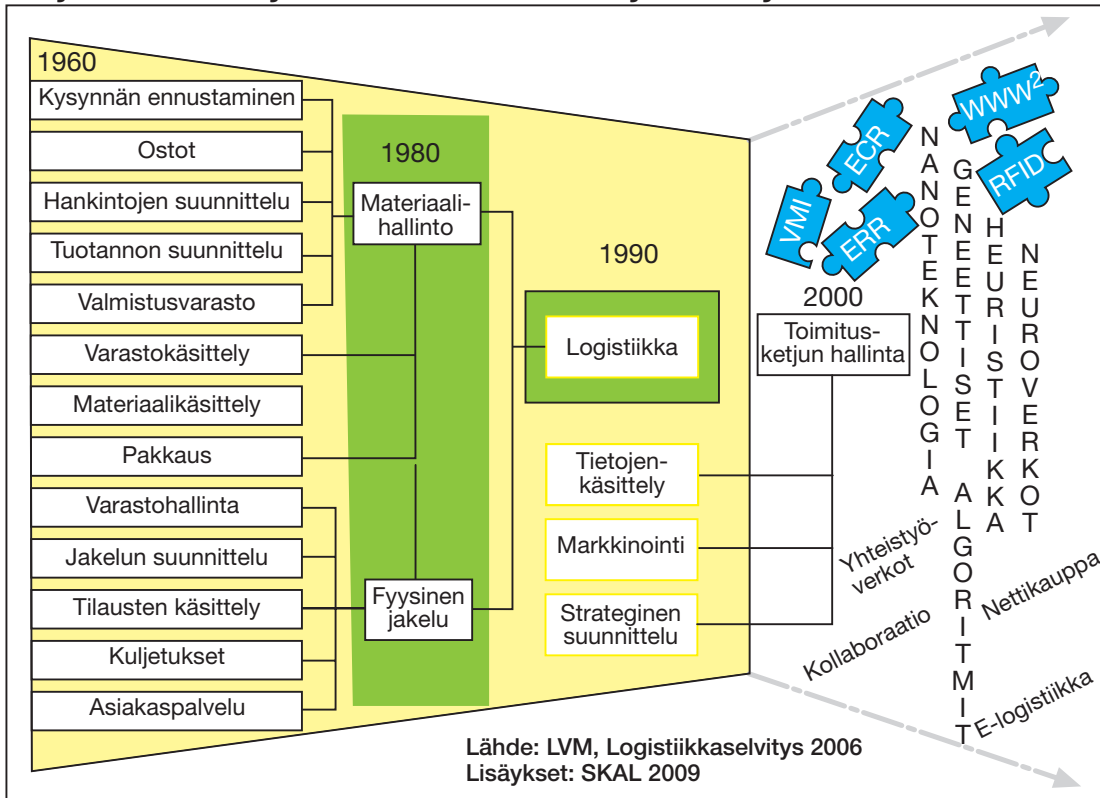 1960
Kysynnän ennustaminen
Ostot
Hankintojen suunnittelu
Tuotannon suunnittelu
Valmistusvarasto
Varastokäsittely
Materiaalikäsittely
Pakkaus
Varastohallinta
Jakelun suunnittelu
Tilausten käsittely
Kuljetukset
Asiakaspalvelu
1980
Materiaali-
hallinto
Fyysinen
jakelu
1990
Logistiikka
Tietojen-
käsittely
Markkinointi
Strateginen
suunnittelu
2000
Toimitus-
ketjun hallinta
VMI
ECR
ERR
WWW²
RFID
NANOTEKNOLOGIA
GENEETTISET ALGORITMIT
HEURISTIIKKA
NEUROVERKOT
Yhteistyö-
verkot
Kollaboraatio
Nettikauppa
E-logistiikka
Lähde: LVM, Logistiikkaselvitys 2006
Lisäykset: SKAL 2009